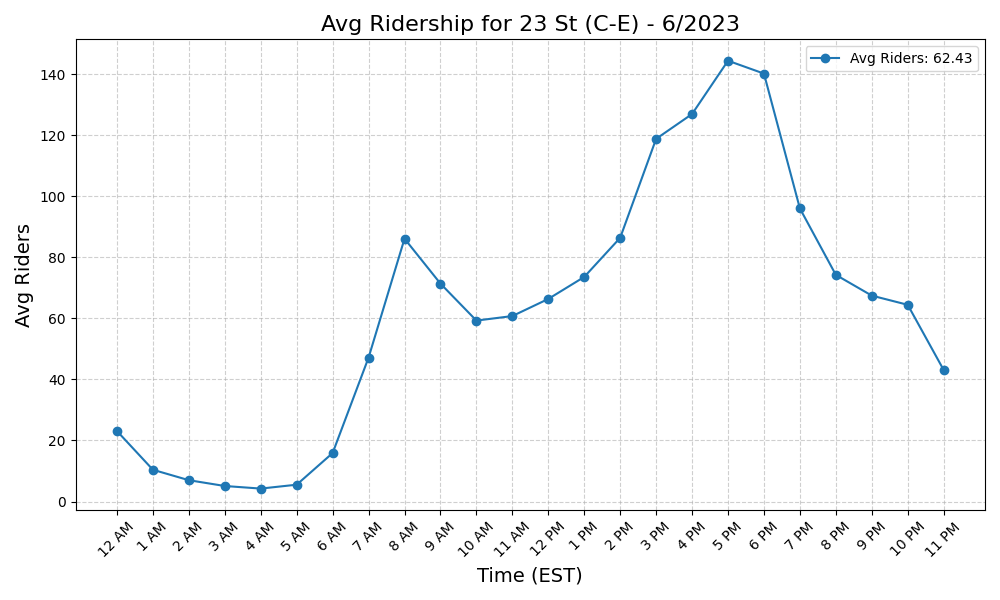 Avg Ridership for 23 St (C-E) - 6/2023
Avg Riders: 62.43
Avg Riders
140
120
100
80
60
40
20
0
12 AM
1 AM
2 AM
3 AM
4 AM
5 AM
6 AM
7 AM
8 AM
9 AM
10 AM
11 AM
12 PM
1 PM
2 PM
3 PM
4 PM
5 PM
6 PM
7 PM
8 PM
9 PM
10 PM
11 PM
Time (EST)